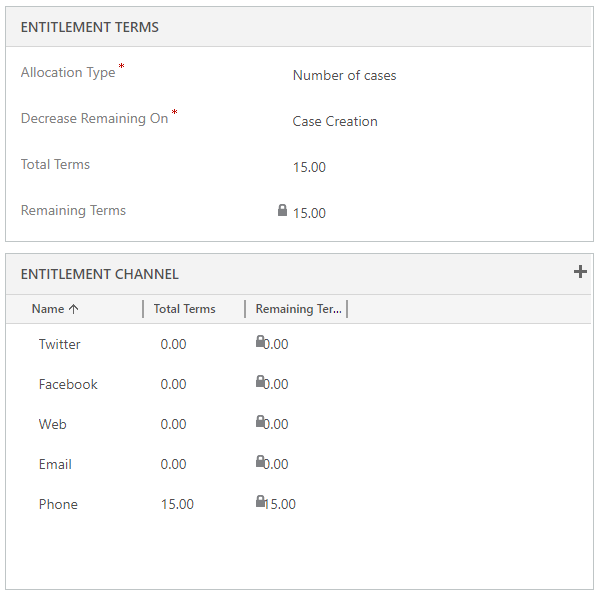 ENTITLEMENT TERMS
Allocation Type * Number of cases
Decrease Remaining On * Case Creation
Total Terms 15.00
Remaining Terms 15.00
ENTITLEMENT CHANNEL
Name Total Terms Remaining Ter...
Twitter 0.00 0.00
Facebook 0.00 0.00
Web 0.00 0.00
Email 0.00 0.00
Phone 15.00 15.00